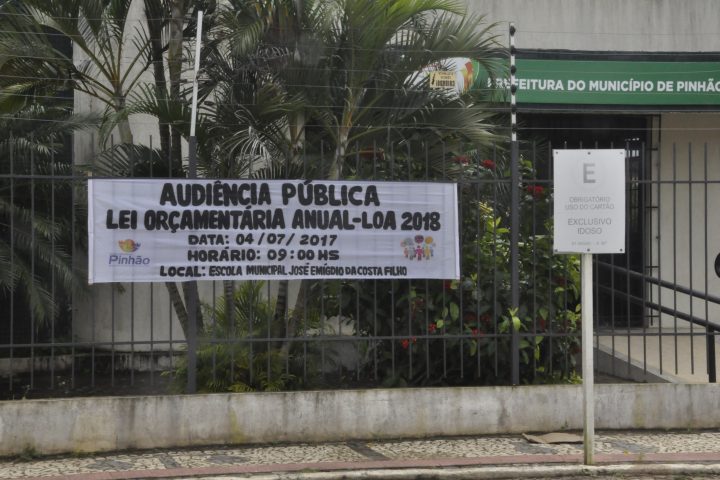 PREFEITURA DO MUNICÍPIO DE PINHÃO
AUDIÊNCIA PÚBLICA
LEI ORÇAMENTÁRIA ANUAL-LOA 2018
DATA: 04/07/2017
HORÁRIO: 09:00 HS
LOCAL: ESCOLA MUNICIPAL JOSÉ EMÍGDIO DA COSTA FILHO
Pinhão
E
OBRIGATÓRIO
USO DO CARTÃO
EXCLUSIVO
IDOSO